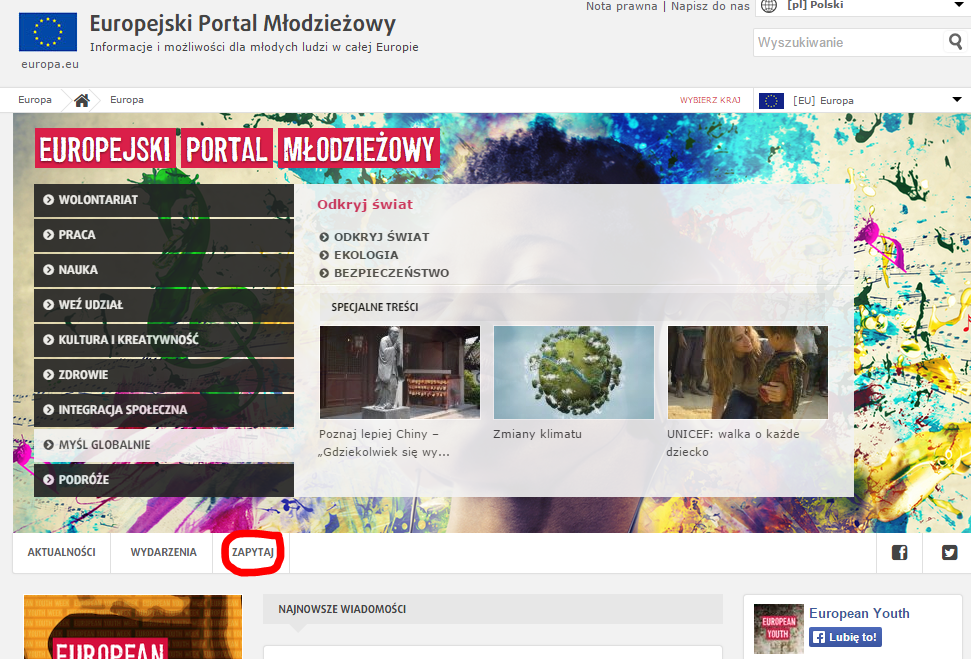 Nota prawna | Napisz do nas
[pl] Polski
Europejski Portal Młodzieżowy
Informacje i możliwości dla młodych ludzi w całej Europie
europa.eu
Wyszukiwanie
Europa
Europa
WYBIERZ KRAJ
[EU] Europa
EUROPEJSKI PORTAL MŁODZIEŻOWY
WOLONTARIAT
PRACA
NAUKA
WEŹ UDZIAŁ
KULTURA I KREATYWNOŚĆ
ZDROWIE
INTEGRACJA SPOŁECZNA
MYŚL GLOBALNIE
PODRÓŻE
Odkryj świat
ODKRYJ ŚWIAT
EKOLOGIA
BEZPIECZEŃSTWO
SPECJALNE TREŚCI
Poznaj lepiej Chiny –
„Gdziekolwiek się wy...
Zmiany klimatu
UNICEF: walka o każde
dziecko
AKTUALNOŚCI
WYDARZENIA
ZAPYTAJ
EUROPEAN
NAJNOWSZE WIADOMOŚCI
EUROPEAN
YOUTH
European Youth
Lubię to!